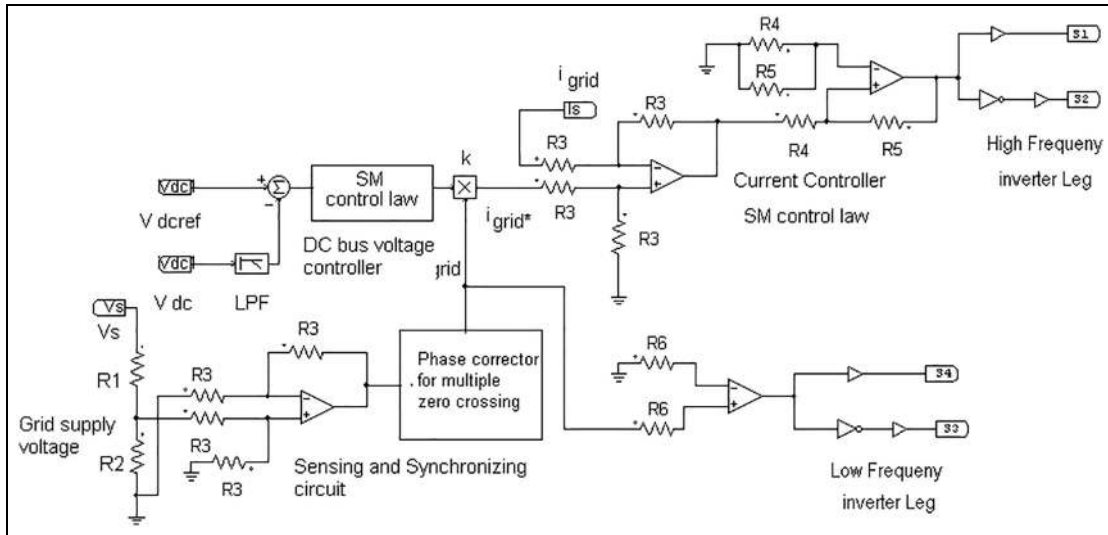 R4
S1
R5
i grid
Is
R3
S2
R3
R4
R5
High Frequeny
inverter Leg
k
SM
control law
R3
Current Controller
SM control law
i grid*
R3
Vdc
V dcref
DC bus voltage
controller
Vdc
V dc
LPF
grid
Vs
Vs
R3
Phase corrector
for multiple
zero crossing
R6
R1
R3
S4
R6
Grid supply
voltage
R2
R3
R3
S3
Sensing and Synchronizing
circuit
Low Frequeny
inverter Leg